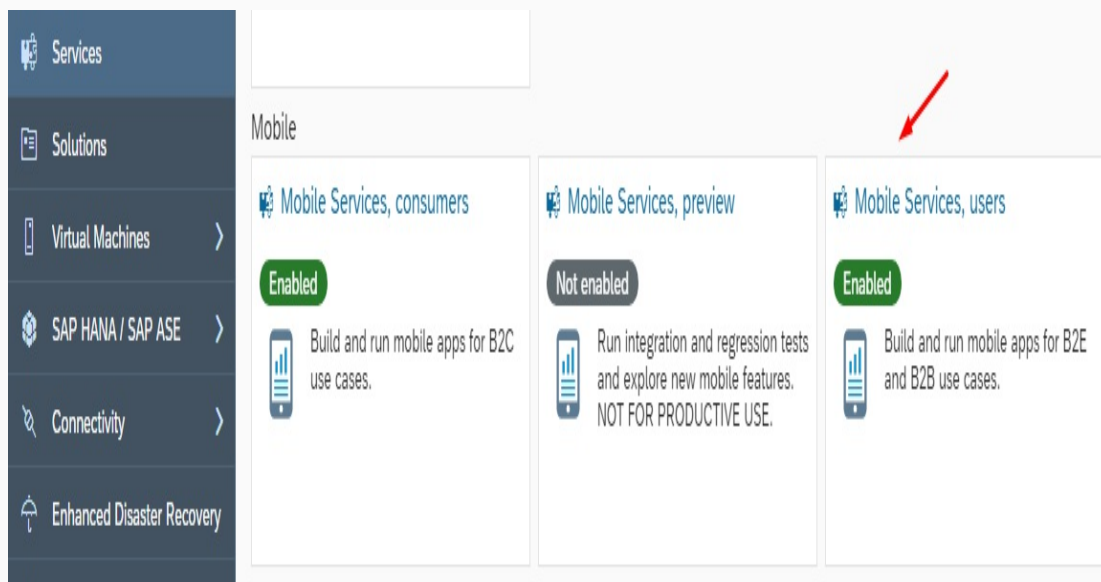 Services
Solutions
Virtual Machines
SAP HANA / SAP ASE
Connectivity
Enhanced Disaster Recovery
Mobile
Mobile Services, consumers
Enabled
Build and run mobile apps for B2C
use cases.
Mobile Services, preview
Not enabled
Run integration and regression tests
and explore new mobile features.
NOT FOR PRODUCTIVE USE.
Mobile Services, users
Enabled
Build and run mobile apps for B2E
and B2B use cases.